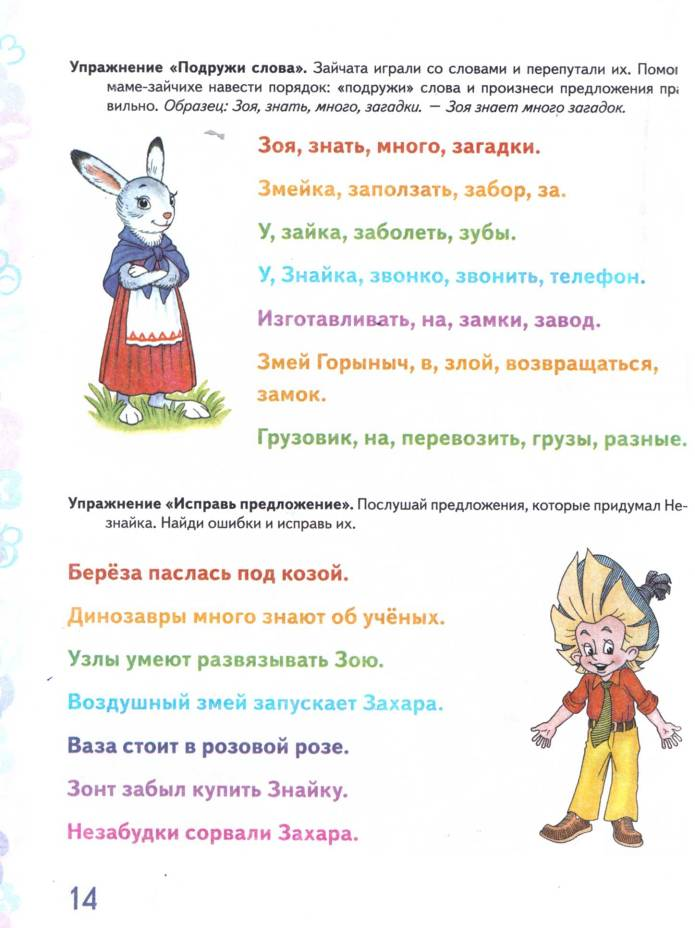 Упражнение «Подружи слова». Зайчата играли со словами и перепутали их. Помог
маме-зайчихе навести порядок: «подружи» слова и произнеси предложения пра
вильно. Образец: Зоя, знать, много, загадки. — Зоя знает много загадок.
Зоя, знать, много, загадки.
Змейка, заползать, забор, за.
У, зайка, заболеть, зубы.
У, Знайка, звонко, звонить, телефон.
Изготавливать, на, замки, завод.
Змей Горыныч, в, злой, возвращаться,
замок.
Грузовик, на, перевозить, грузы, разные.
Упражнение «Исправь предложение». Послушай предложения, которые придумал Не-
знайка. Найди ошибки и исправь их.
Берёза паслась под козой.
Динозавры много знают об учёных.
Узлы умеют развязывать Зою.
Воздушный змей запускает Захара.
Ваза стоит в розовой розе.
Зонт забыл купить Знайку.
Незабудки сорвали Захара.
14